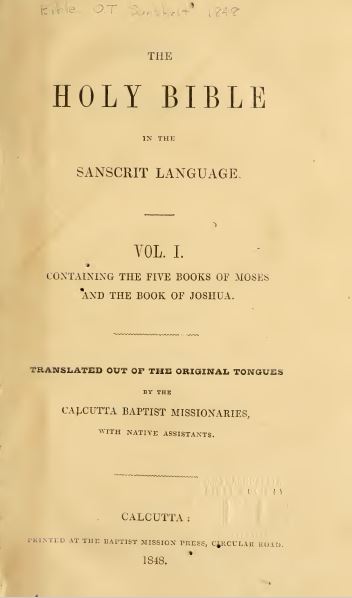 Bible. O.T. Sanskrit. 1848
THE
HOLY BIBLE
IN THE
SANSCRIT LANGUAGE.
VOL. I.
CONTAINING THE FIVE BOOKS OF MOSES
AND THE BOOK OF JOSHUA.
TRANSLATED OUT OF THE ORIGINAL TONGUES
BY THE
CALCUTTA BAPTIST MISSIONARIES,
WITH NATIVE ASSISTANTS.
CALCUTTA:
PRINTED AT THE BAPTIST MISSION PRESS, CIRCULAR ROAD.
1848.